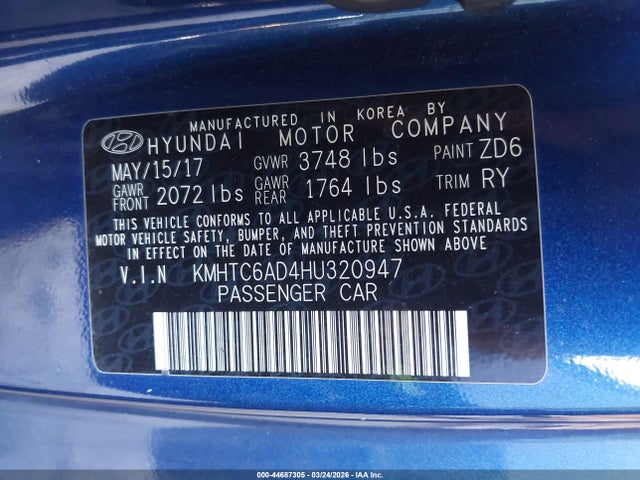 MANUFACTURED IN KOREA BY
HYUNDAI MOTOR COMPANY
MAY/15/17 GVWR 3748 lbs PAINT ZD6
GAWR FRONT 2072 lbs GAWR REAR 1764 lbs TRIM RY
THIS VEHICLE CONFORMS TO ALL APPLICABLE U.S.A. FEDERAL
MOTOR VEHICLE SAFETY, BUMPER, AND THEFT PREVENTION STANDARDS
IN EFFECT ON THE DATE OF MANUFACTURE SHOWN ABOVE.
V.I.N KMHTC6AD4HU320947
PASSENGER CAR
000-44687305 - 03/24/2026 - IAAI.COM